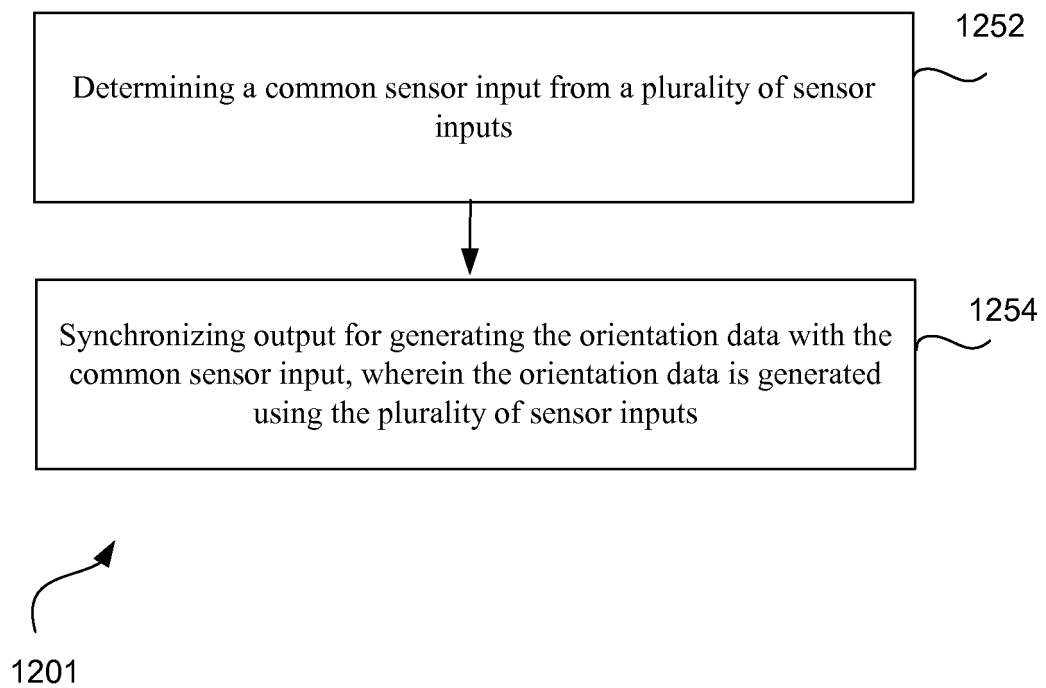 1252
Determining a common sensor input from a plurality of sensor
inputs
1254
Synchronizing output for generating the orientation data with the
common sensor input, wherein the orientation data is generated
using the plurality of sensor inputs
1201